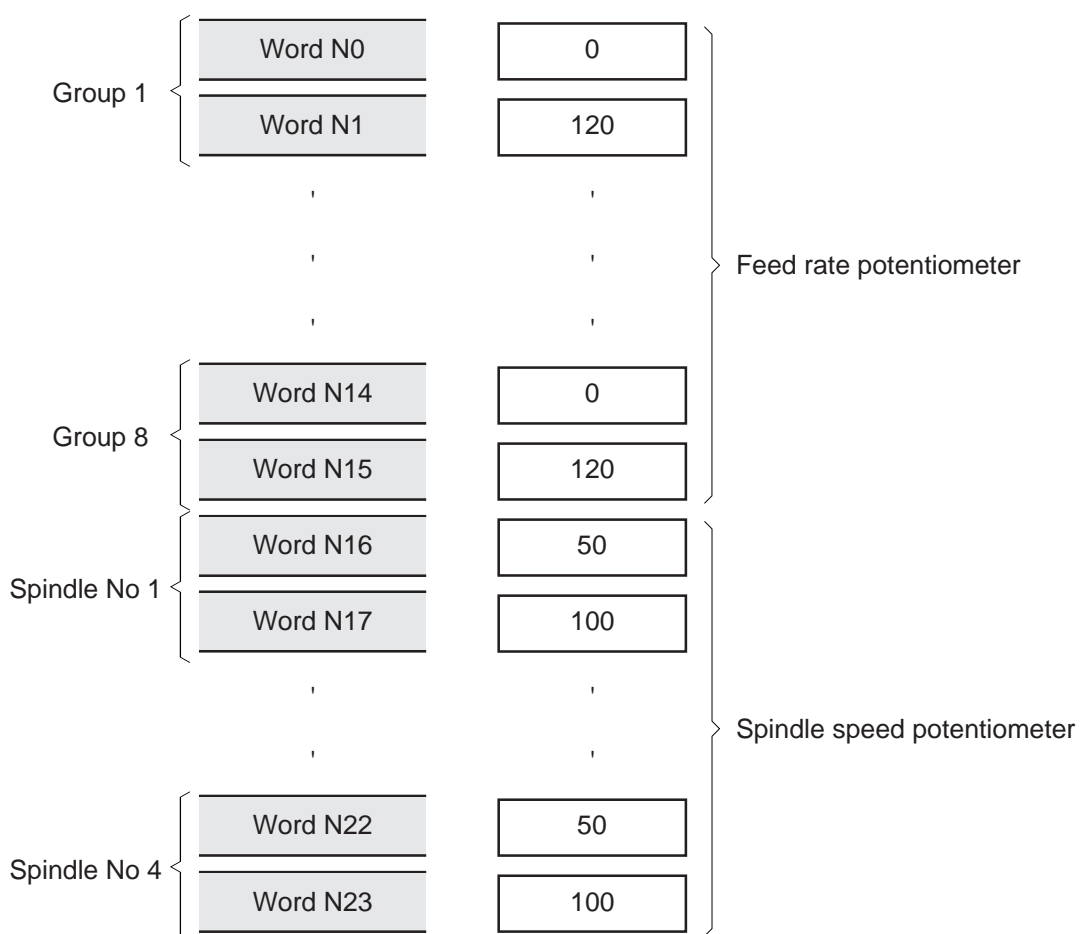 Word N0 0
Group 1
Word N1 120
' '
' '
Feed rate potentiometer
' '
Word N14 0
Group 8
Word N15 120
Word N16 50
Spindle No 1
Word N17 100
' '
Spindle speed potentiometer
' '
Word N22 50
Spindle No 4
Word N23 100